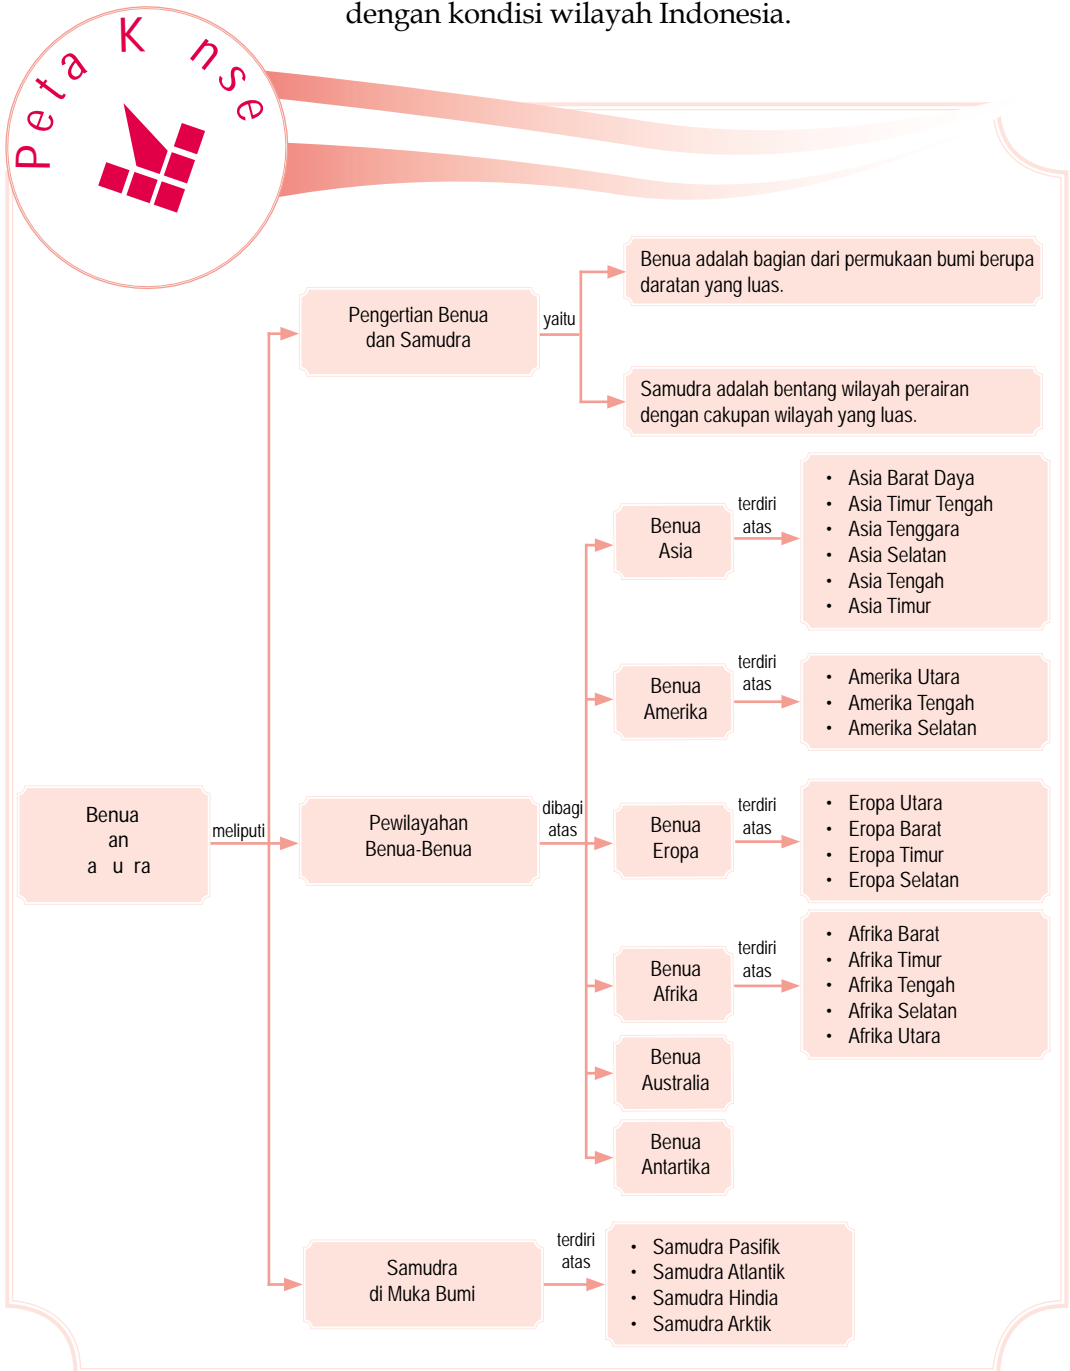 dengan kondisi wilayah Indonesia.
Peta K nse
Benua
an
a u ra
meliputi
Pengertian Benua
dan Samudra
yaitu
Benua adalah bagian dari permukaan bumi berupa
daratan yang luas.
Samudra adalah bentang wilayah perairan
dengan cakupan wilayah yang luas.
Pewilayahan
Benua-Benua
dibagi
atas
Benua
Asia
terdiri
atas
• Asia Barat Daya
• Asia Timur Tengah
• Asia Tenggara
• Asia Selatan
• Asia Tengah
• Asia Timur
Benua
Amerika
terdiri
atas
• Amerika Utara
• Amerika Tengah
• Amerika Selatan
Benua
Eropa
terdiri
atas
• Eropa Utara
• Eropa Barat
• Eropa Timur
• Eropa Selatan
Benua
Afrika
terdiri
atas
• Afrika Barat
• Afrika Timur
• Afrika Tengah
• Afrika Selatan
• Afrika Utara
Benua
Australia
Benua
Antartika
Samudra
di Muka Bumi
terdiri
atas
• Samudra Pasifik
• Samudra Atlantik
• Samudra Hindia
• Samudra Arktik